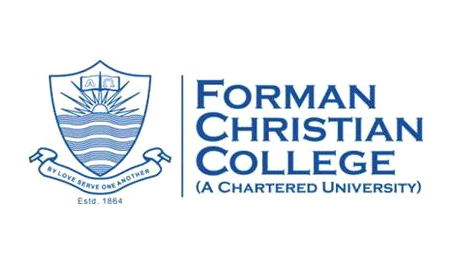 Α Ω
BY LOVE SERVE ONE ANOTHER
Estd. 1864
FORMAN
CHRISTIAN
COLLEGE
(A CHARTERED UNIVERSITY)